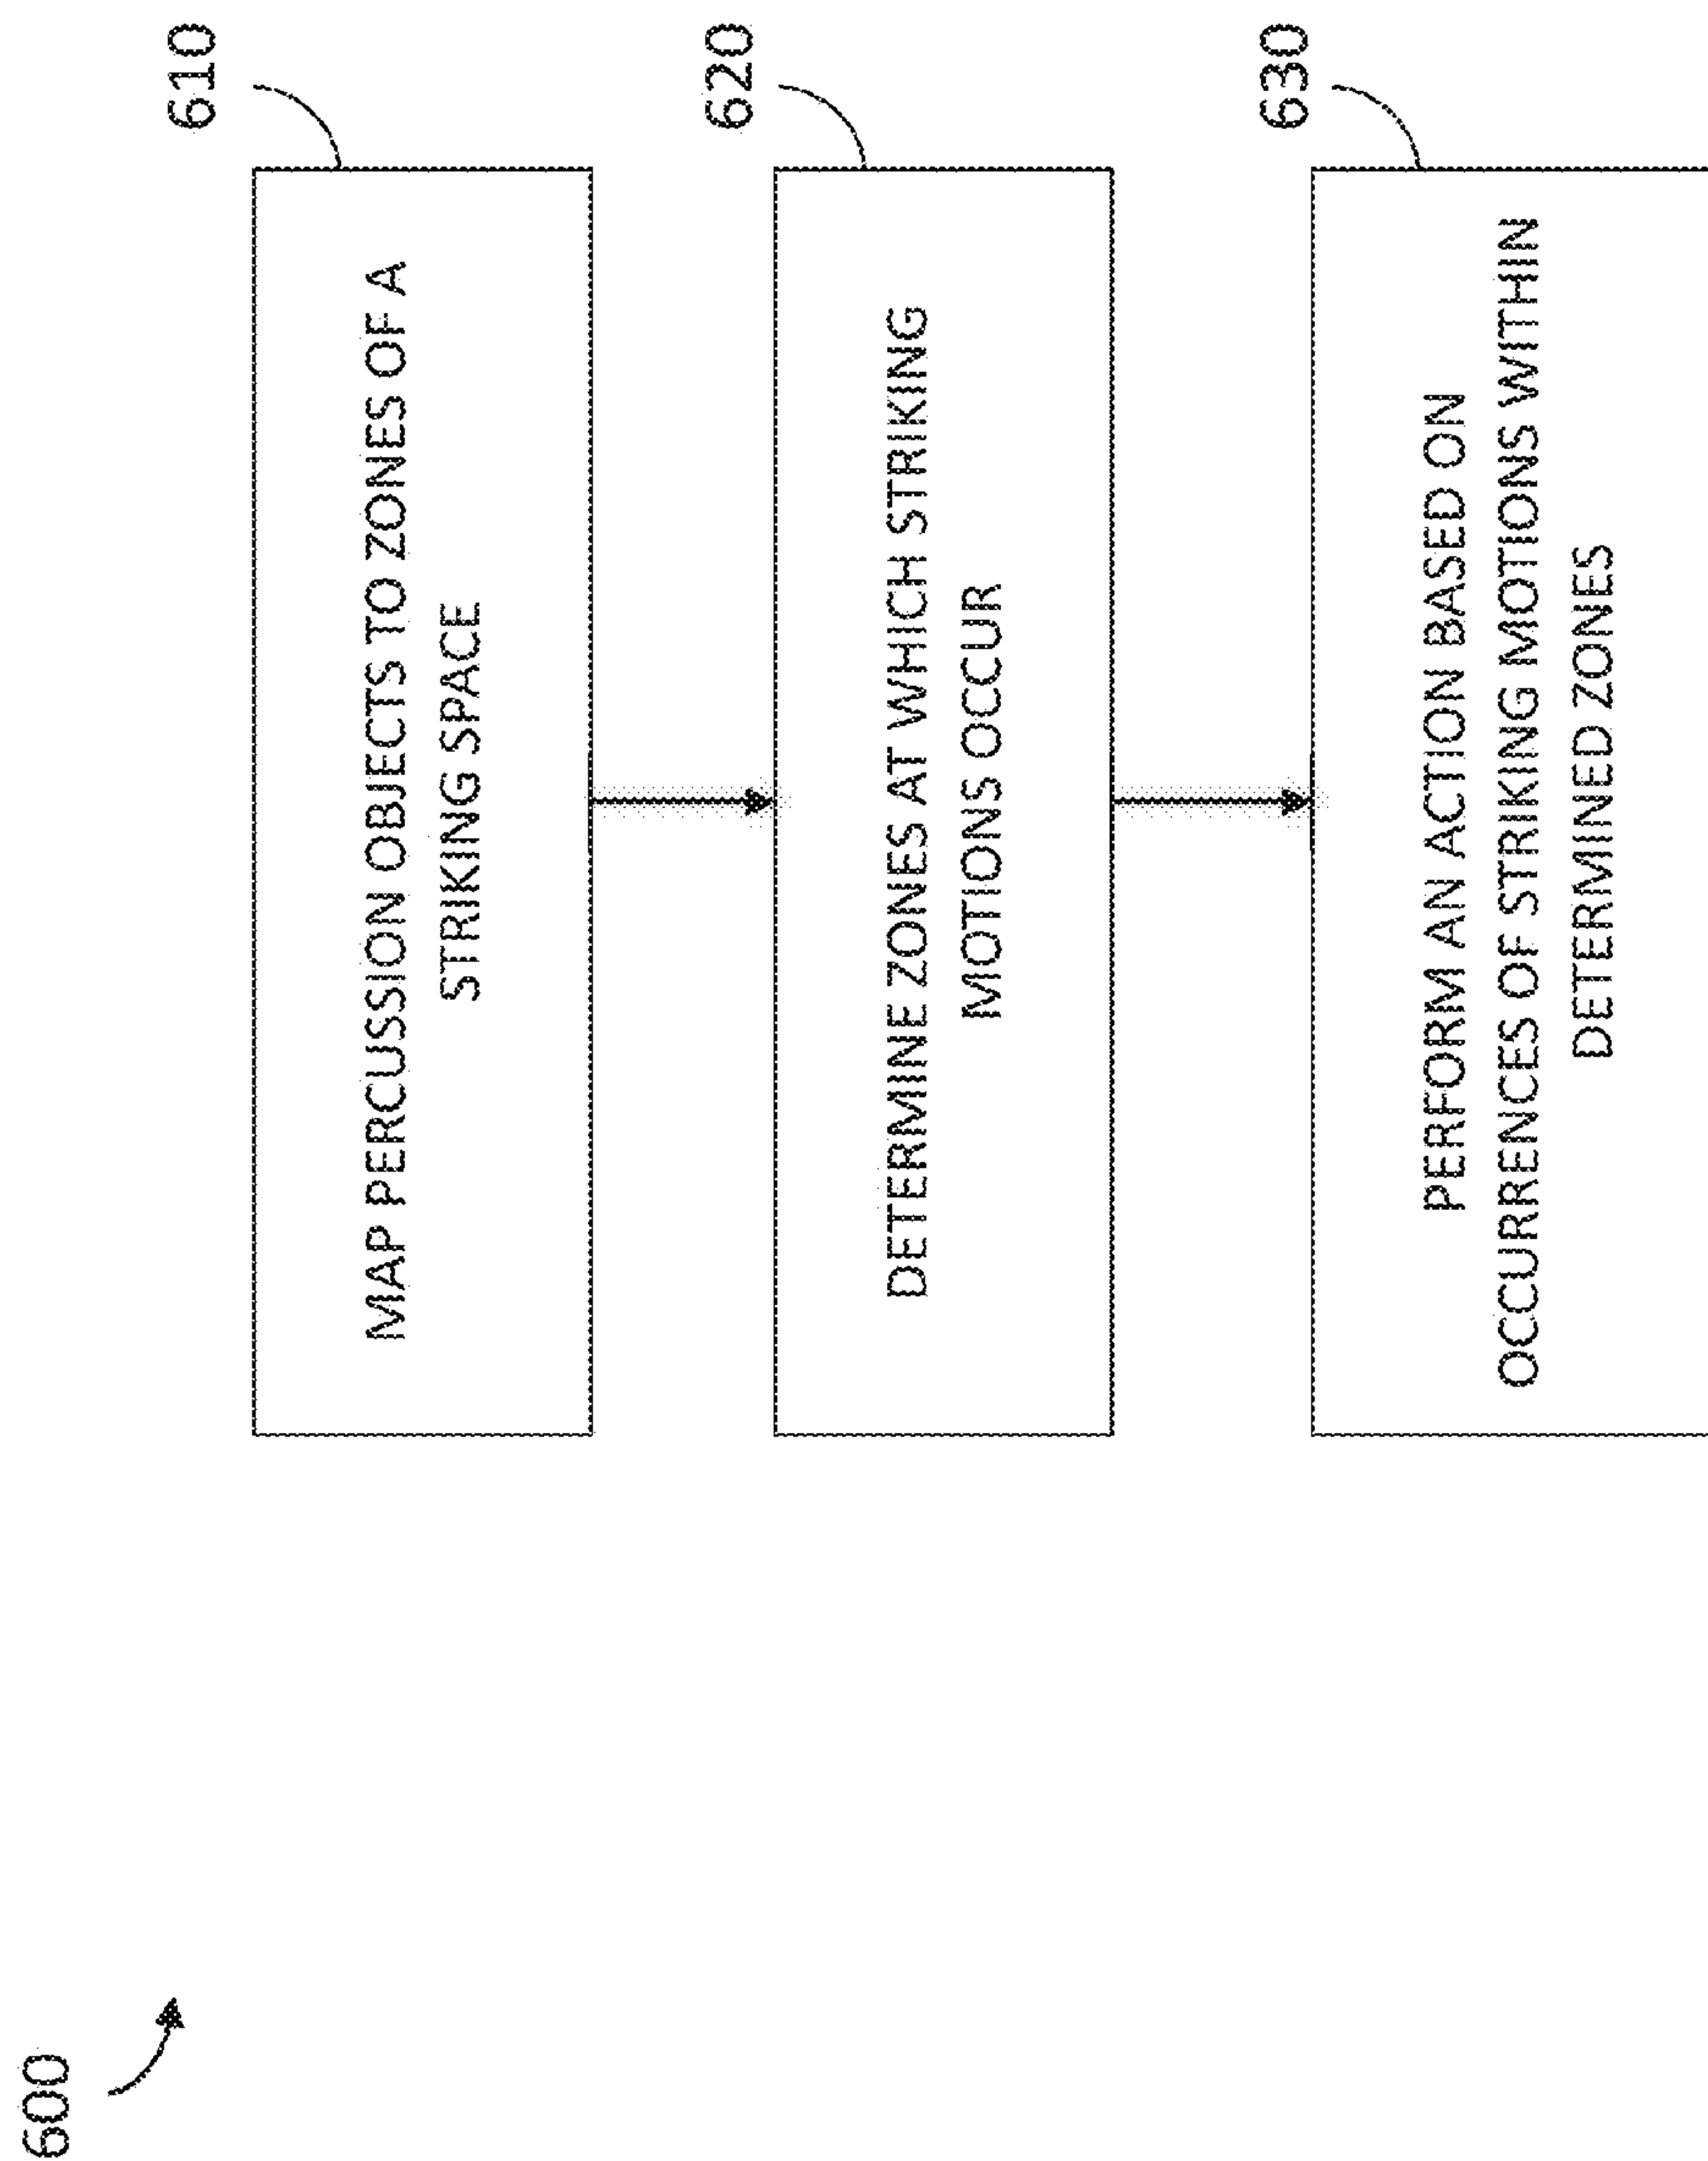 600
610
MAP PERCUSSION OBJECTS TO ZONES OF A
STRIKING SPACE
620
DETERMINE ZONES AT WHICH STRIKING
MOTIONS OCCUR
630
PERFORM AN ACTION BASED ON
OCCURRENCES OF STRIKING MOTIONS WITHIN
DETERMINED ZONES